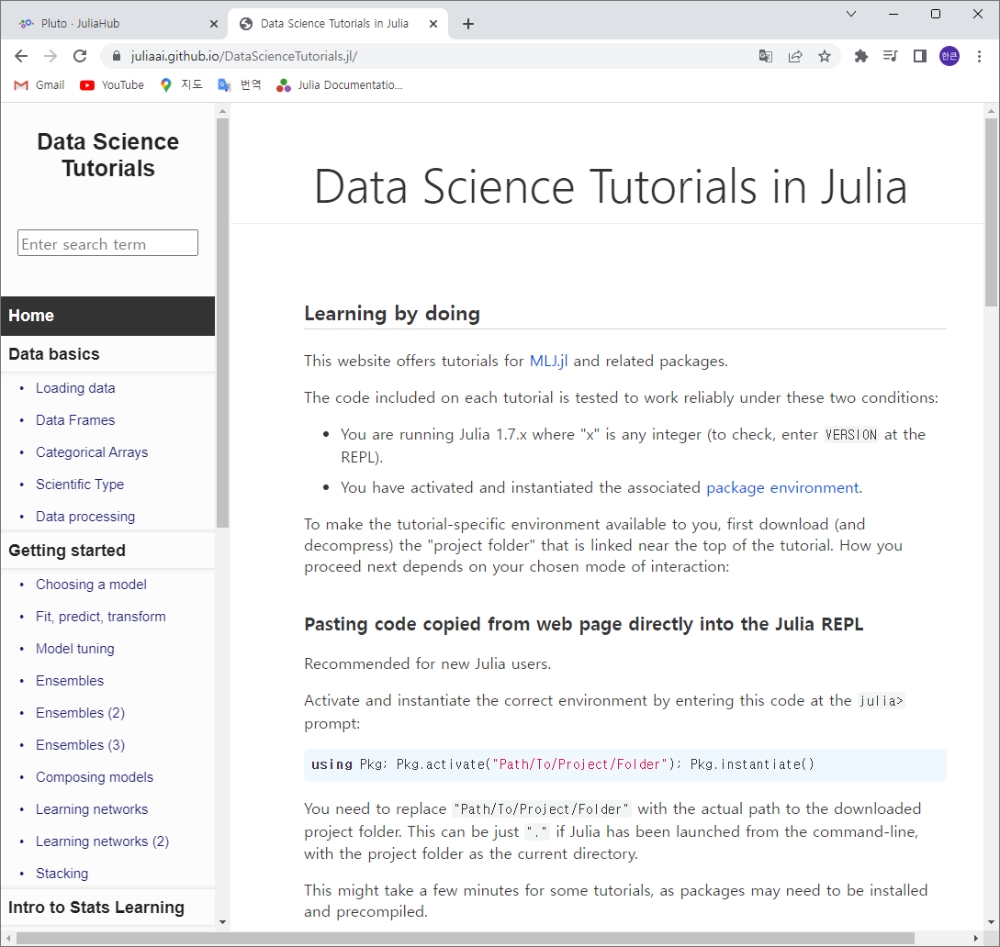 Pluto · JuliaHub
Data Science Tutorials in Julia
juliaai.github.io/DataScienceTutorials.jl/
한큰
Gmail
YouTube
지도
번역
Julia Documentatio...
Data Science
Tutorials
Enter search term
Home
Data basics
• Loading data
• Data Frames
• Categorical Arrays
• Scientific Type
• Data processing
Getting started
• Choosing a model
• Fit, predict, transform
• Model tuning
• Ensembles
• Ensembles (2)
• Ensembles (3)
• Composing models
• Learning networks
• Learning networks (2)
• Stacking
Intro to Stats Learning
Data Science Tutorials in Julia
Learning by doing
This website offers tutorials for MLJ.jl and related packages.
The code included on each tutorial is tested to work reliably under these two conditions:
• You are running Julia 1.7.x where "x" is any integer (to check, enter VERSION at the
REPL).
• You have activated and instantiated the associated package environment.
To make the tutorial-specific environment available to you, first download (and
decompress) the "project folder" that is linked near the top of the tutorial. How you
proceed next depends on your chosen mode of interaction:
Pasting code copied from web page directly into the Julia REPL
Recommended for new Julia users.
Activate and instantiate the correct environment by entering this code at the julia>
prompt:
using Pkg; Pkg.activate("Path/To/Project/Folder"); Pkg.instantiate()
You need to replace "Path/To/Project/Folder" with the actual path to the downloaded
project folder. This can be just "." if Julia has been launched from the command-line,
with the project folder as the current directory.
This might take a few minutes for some tutorials, as packages may need to be installed
and precompiled.